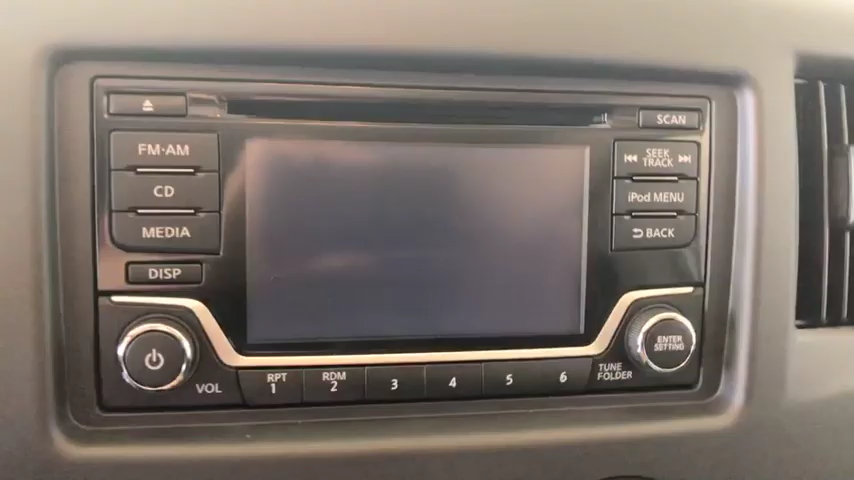 SCAN
FM·AM
SEEK
TRACK
CD
iPod MENU
MEDIA
BACK
DISP
ENTER
SETTING
VOL
RPT
1
RDM
2
3
4
5
6
TUNE
FOLDER